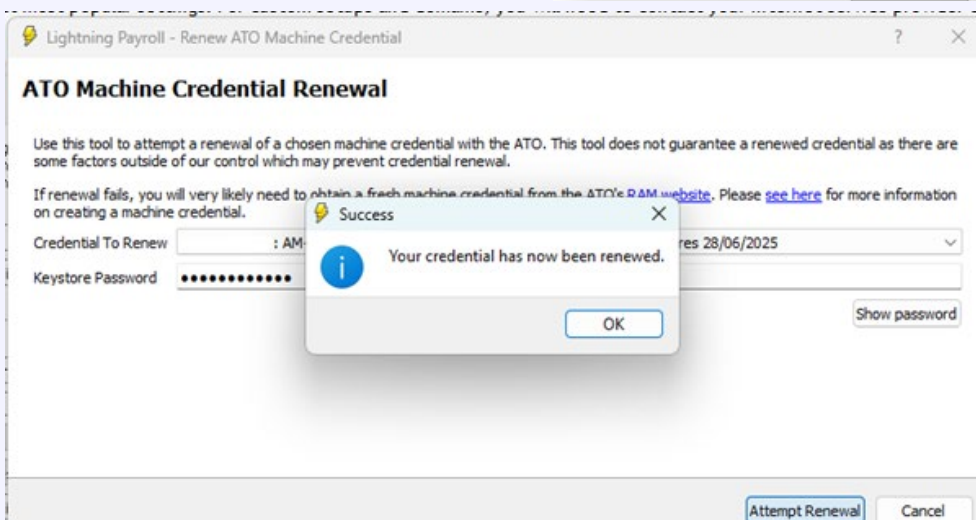 Lightning Payroll - Renew ATO Machine Credential
ATO Machine Credential Renewal
Use this tool to attempt a renewal of a chosen machine credential with the ATO. This tool does not guarantee a renewed credential as there are
some factors outside of our control which may prevent credential renewal.
If renewal fails, you will very likely need to obtain a fresh machine credential from the ATO's RAM website. Please see here for more information
on creating a machine credential.
Success
Credential To Renew : AM- res 28/06/2025
Your credential has now been renewed.
Keystore Password ••••••••••••
Show password
OK
Attempt Renewal Cancel